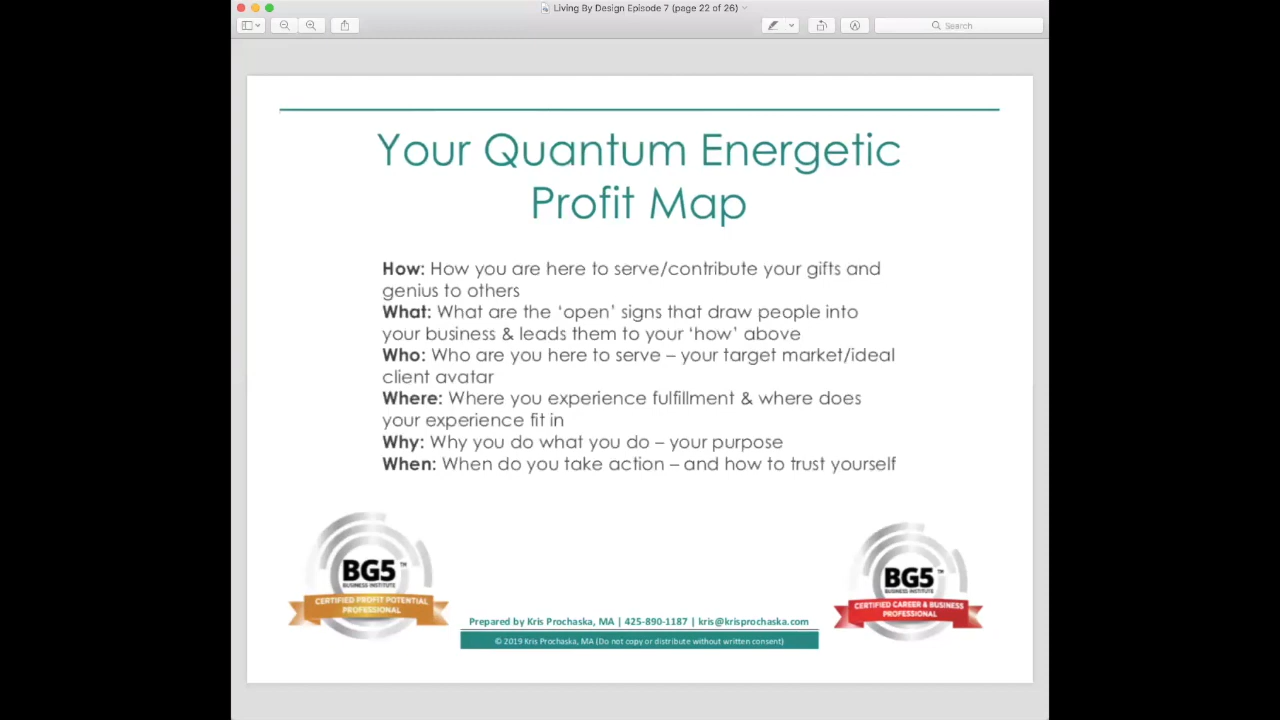 Living By Design Episode 7 (page 22 of 26)
Search
Your Quantum Energetic
Profit Map
How: How you are here to serve/contribute your gifts and
genius to others
What: What are the ‘open’ signs that draw people into
your business & leads them to your ‘how’ above
Who: Who are you here to serve – your target market/ideal
client avatar
Where: Where you experience fulfillment & where does
your experience fit in
Why: Why you do what you do – your purpose
When: When do you take action – and how to trust yourself
BG5™
BUSINESS INSTITUTE
CERTIFIED PROFIT POTENTIAL
PROFESSIONAL
BG5™
BUSINESS INSTITUTE
CERTIFIED CAREER & BUSINESS
PROFESSIONAL
Prepared by Kris Prochaska, MA | 425-890-1187 | kris@krisprochaska.com
© 2019 Kris Prochaska, MA (Do not copy or distribute without written consent)